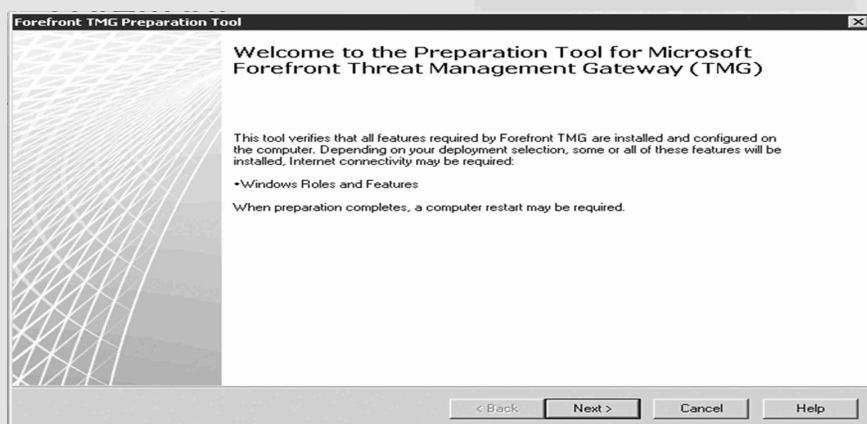 Forefront TMG Preparation Tool
Welcome to the Preparation Tool for Microsoft
Forefront Threat Management Gateway (TMG)
This tool verifies that all features required by Forefront TMG are installed and configured on
the computer. Depending on your deployment selection, some or all of these features will be
installed, Internet connectivity may be required:
•Windows Roles and Features
When preparation completes, a computer restart may be required.
< Back
Next >
Cancel
Help